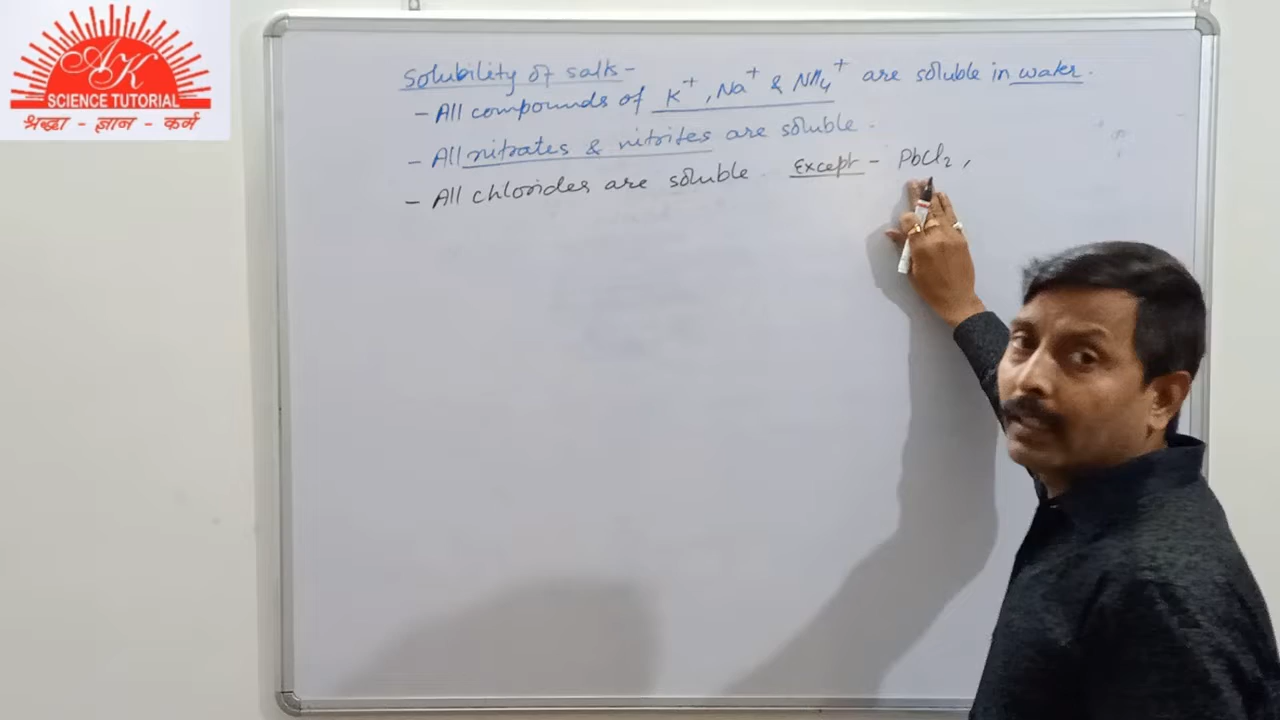 AK
SCIENCE TUTORIAL
श्रद्धा - ज्ञान - कर्म
Solubility of salts -
- All compounds of K⁺, Na⁺ & NH₄⁺ are soluble in water.
- All nitrates & nitrites are soluble.
- All chlorides are soluble. Except - PbCl₂,